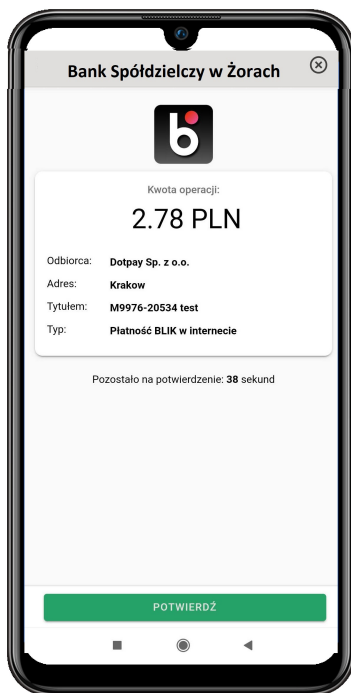 Bank Spółdzielczy w Żorach
b
Kwota operacji:
2.78 PLN
Odbiorca: Dotpay Sp. z o.o.
Adres: Krakow
Tytułem: M9976-20534 test
Typ: Płatność BLIK w internecie
Pozostało na potwierdzenie: 38 sekund
POTWIERDŹ